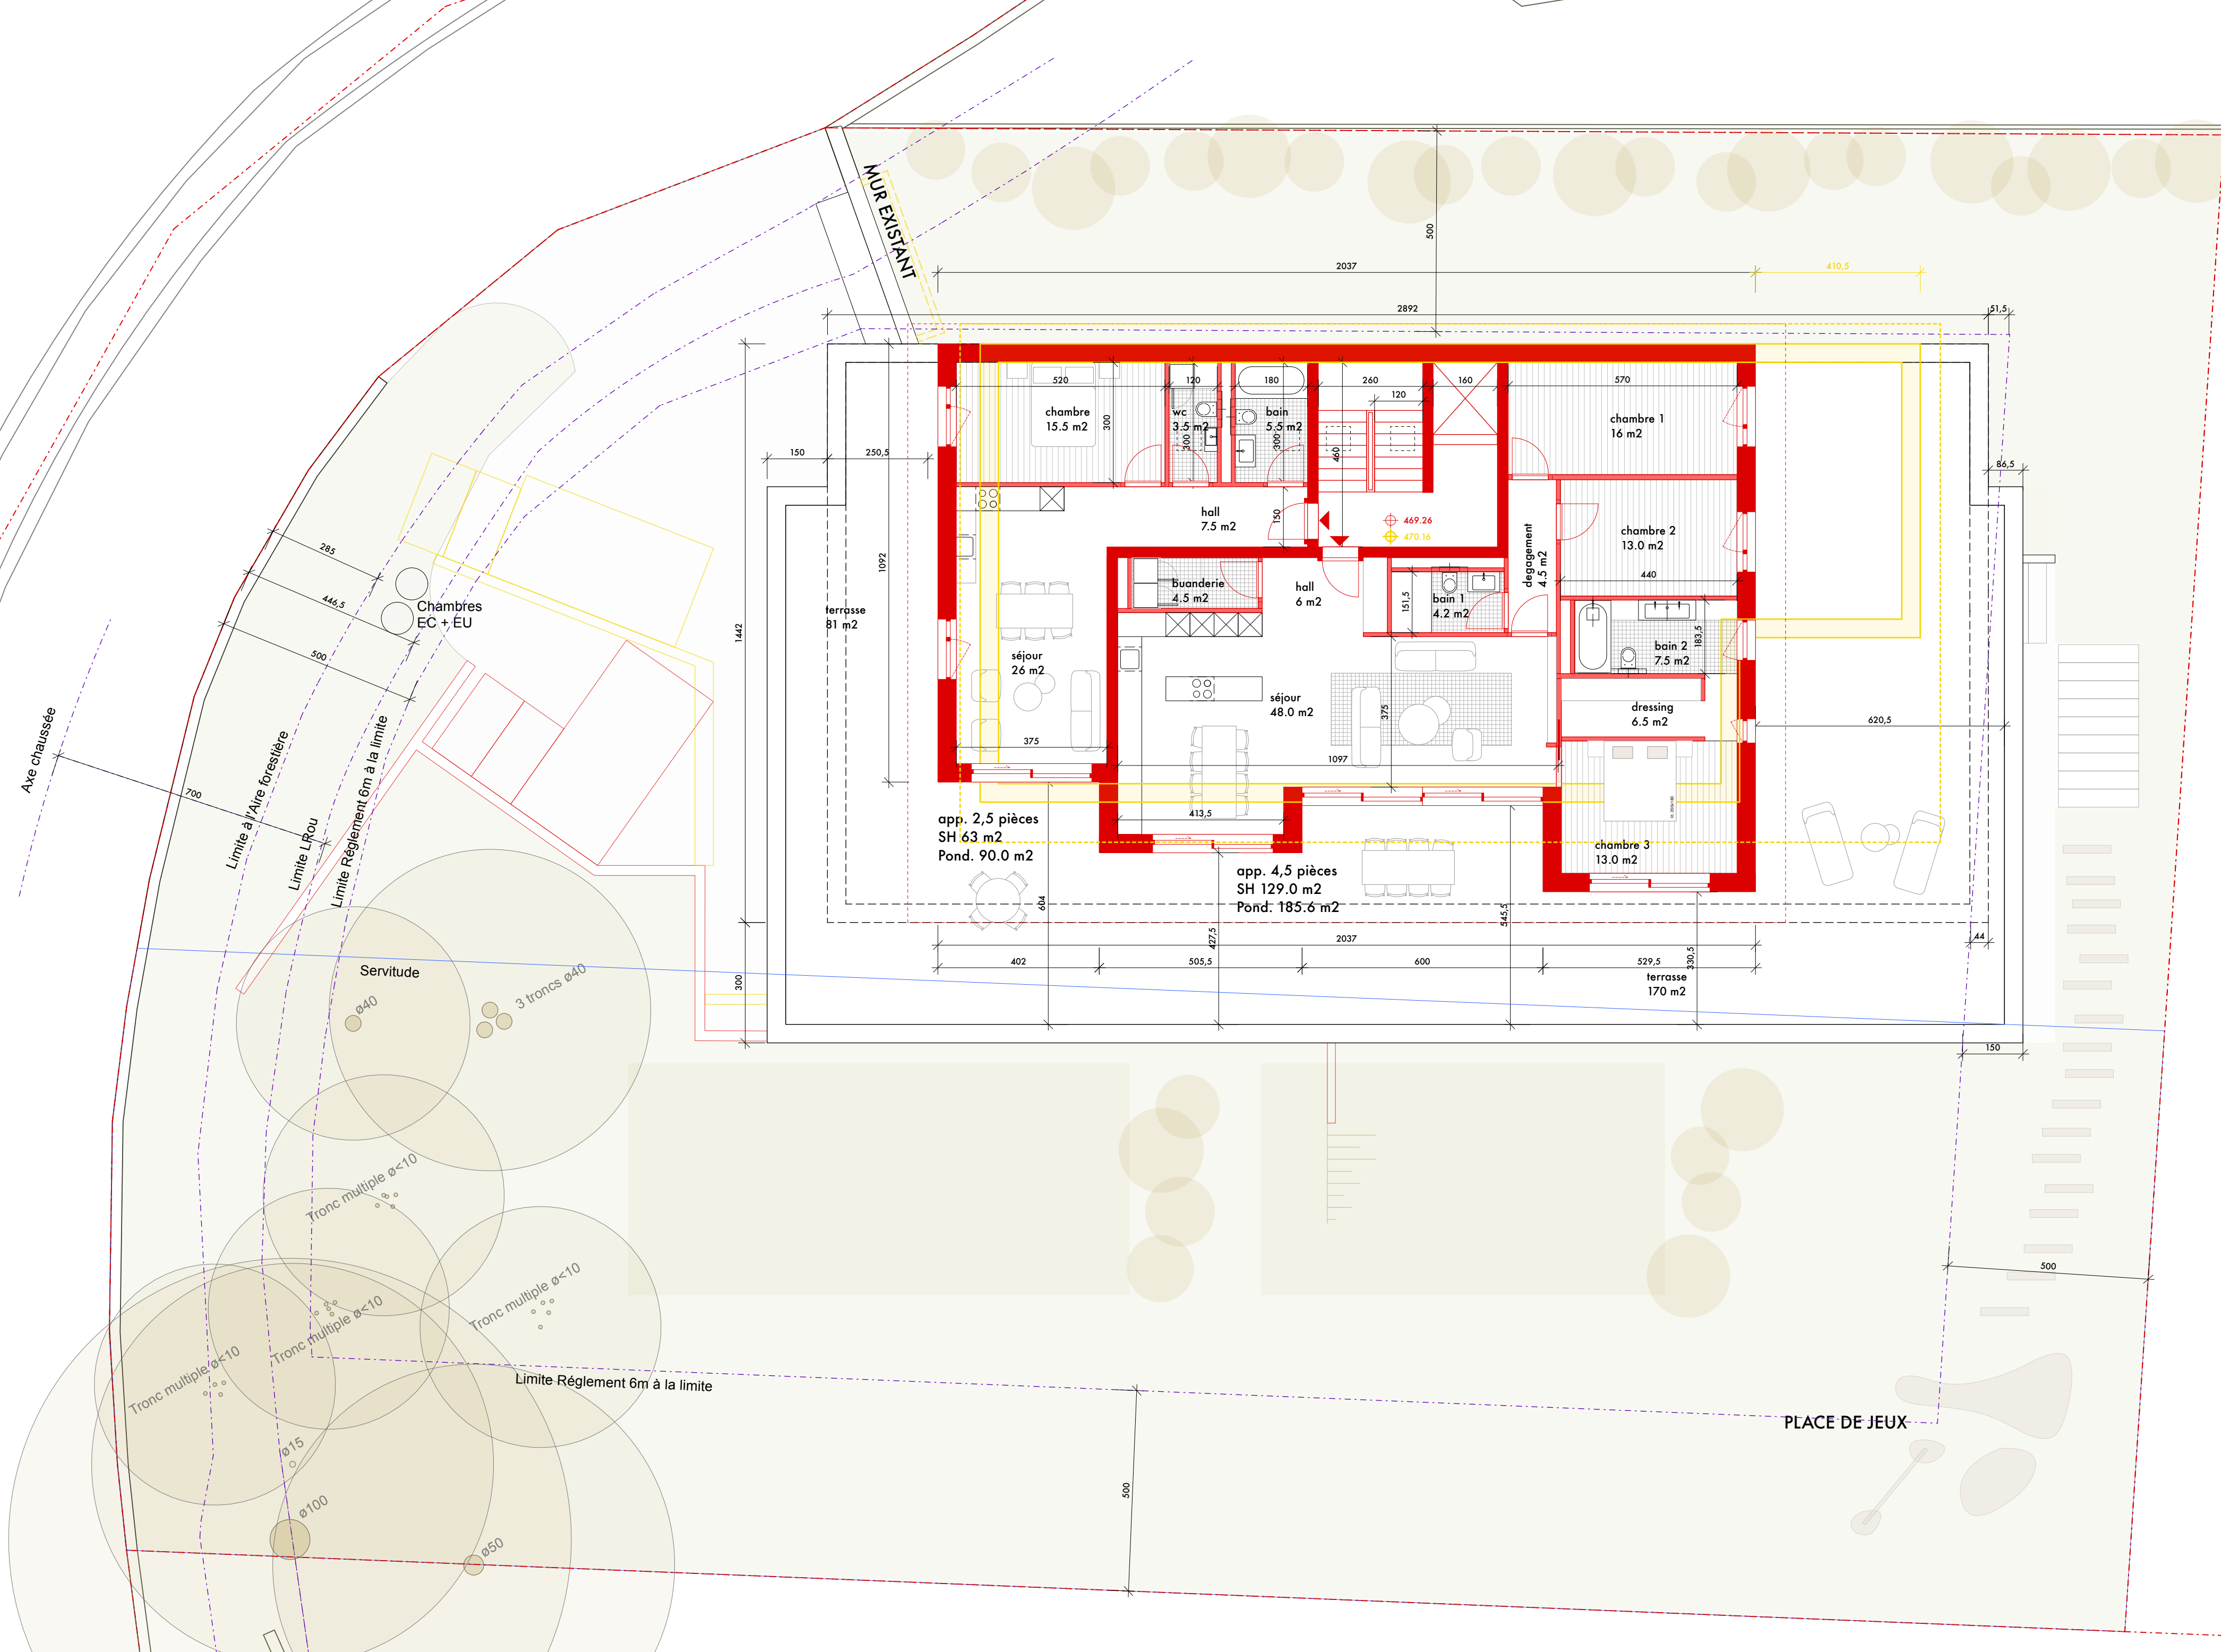 MUR EXISTANT
500
2037
410,5
2892
51,5
520
120
180
260
160
570
120
chambre
15.5 m2
300
wc
3.5 m2
300
bain
5.5 m2
300
460
chambre 1
16 m2
150
250,5
86,5
hall
7.5 m2
150
469.26
470.16
degagement
4.5 m2
chambre 2
13.0 m2
440
1092
285
446,5
500
Chambres
EC + EU
terrasse
81 m2
1442
buanderie
4.5 m2
hall
6 m2
151,5
bain 1
4.2 m2
bain 2
7.5 m2
183,5
séjour
26 m2
séjour
48.0 m2
375
dressing
6.5 m2
620,5
375
1097
Axe chaussée
700
Limite à l'Aire forestière
Limite LRou
Limite Réglement 6m à la limite
413,5
app. 2,5 pièces
SH 63 m2
Pond. 90.0 m2
chambre 3
13.0 m2
app. 4,5 pièces
SH 129.0 m2
Pond. 185.6 m2
604
427,5
545,5
330,5
2037
44
402
505,5
600
529,5
terrasse
170 m2
300
150
Servitude
ø40
3 troncs ø40
Tronc multiple ø<10
Tronc multiple ø<10
Tronc multiple ø<10
Tronc multiple ø<10
500
Limite Réglement 6m à la limite
PLACE DE JEUX
500
ø15
ø100
ø50